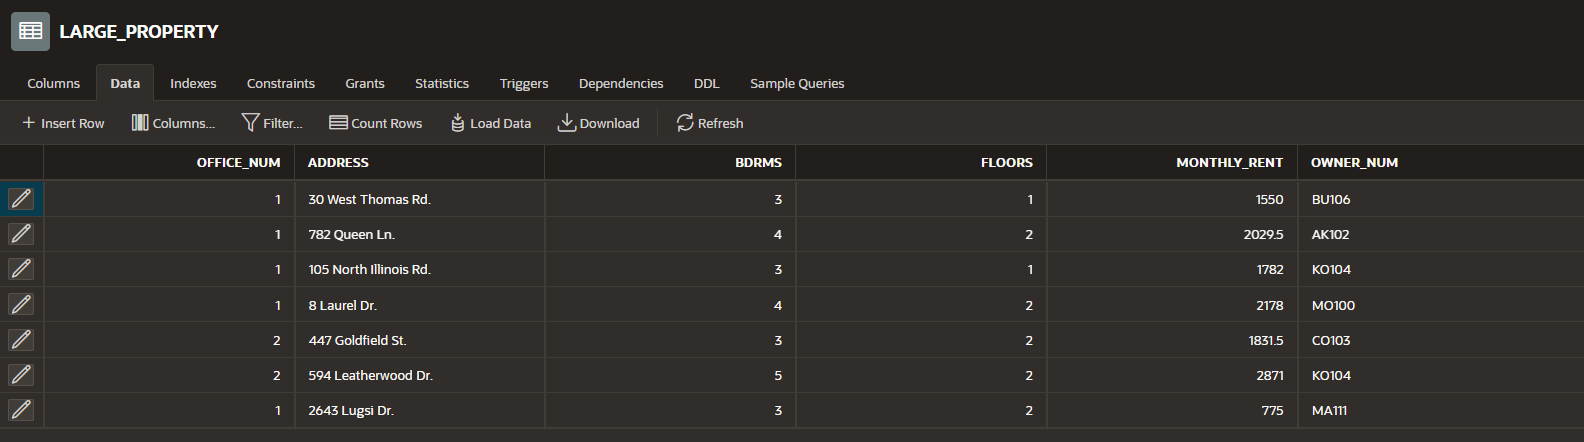 LARGE_PROPERTY
Columns Data Indexes Constraints Grants Statistics Triggers Dependencies DDL Sample Queries
Insert Row Columns... Filter... Count Rows Load Data Download Refresh
OFFICE_NUM ADDRESS BDRMS FLOORS MONTHLY_RENT OWNER_NUM
1 30 West Thomas Rd. 3 1 1550 BU106
1 782 Queen Ln. 4 2 2029.5 AK102
1 105 North Illinois Rd. 3 1 1782 KO104
1 8 Laurel Dr. 4 2 2178 MO100
2 447 Goldfield St. 3 2 1831.5 CO103
2 594 Leatherwood Dr. 5 2 2871 KO104
1 2643 Lugsi Dr. 3 2 775 MA111